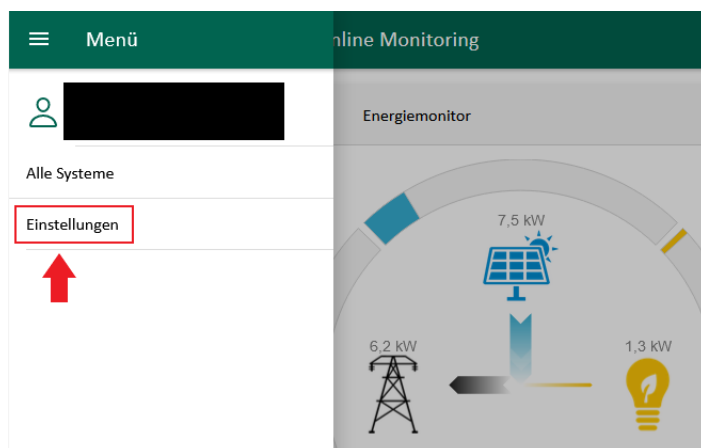 Menü
nline Monitoring
Energiemonitor
Alle Systeme
Einstellungen
7,5 kW
6,2 kW
1,3 kW